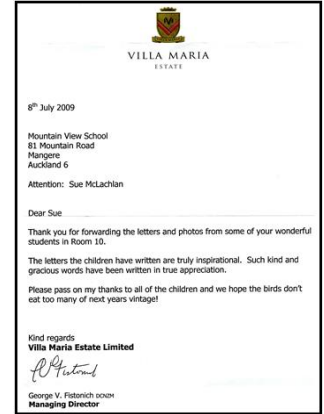 VILLA MARIA
ESTATE
8th July 2009
Mountain View School
81 Mountain Road
Mangere
Auckland 6
Attention: Sue McLachlan
Dear Sue
Thank you for forwarding the letters and photos from some of your wonderful
students in Room 10.
The letters the children have written are truly inspirational. Such kind and
gracious words have been written in true appreciation.
Please pass on my thanks to all of the children and we hope the birds don't
eat too many of next years vintage!
Kind regards
Villa Maria Estate Limited
George V. Fistonich
Managing Director